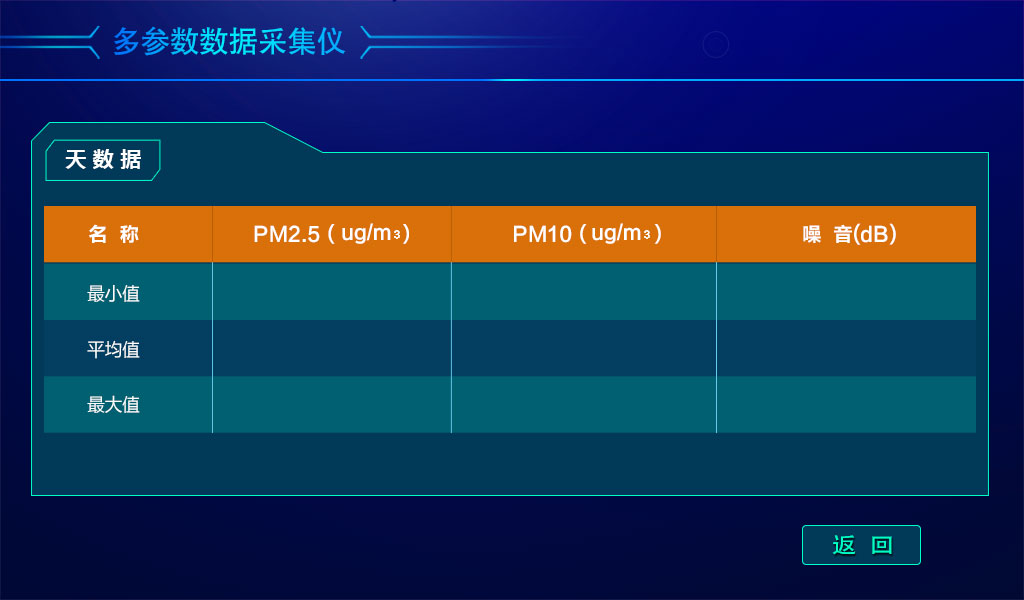 多参数数据采集仪
天数据
名 称 PM2.5 ( ug/m³) PM10 ( ug/m³ ) 噪 音(dB)
最小值
平均值
最大值
返 回